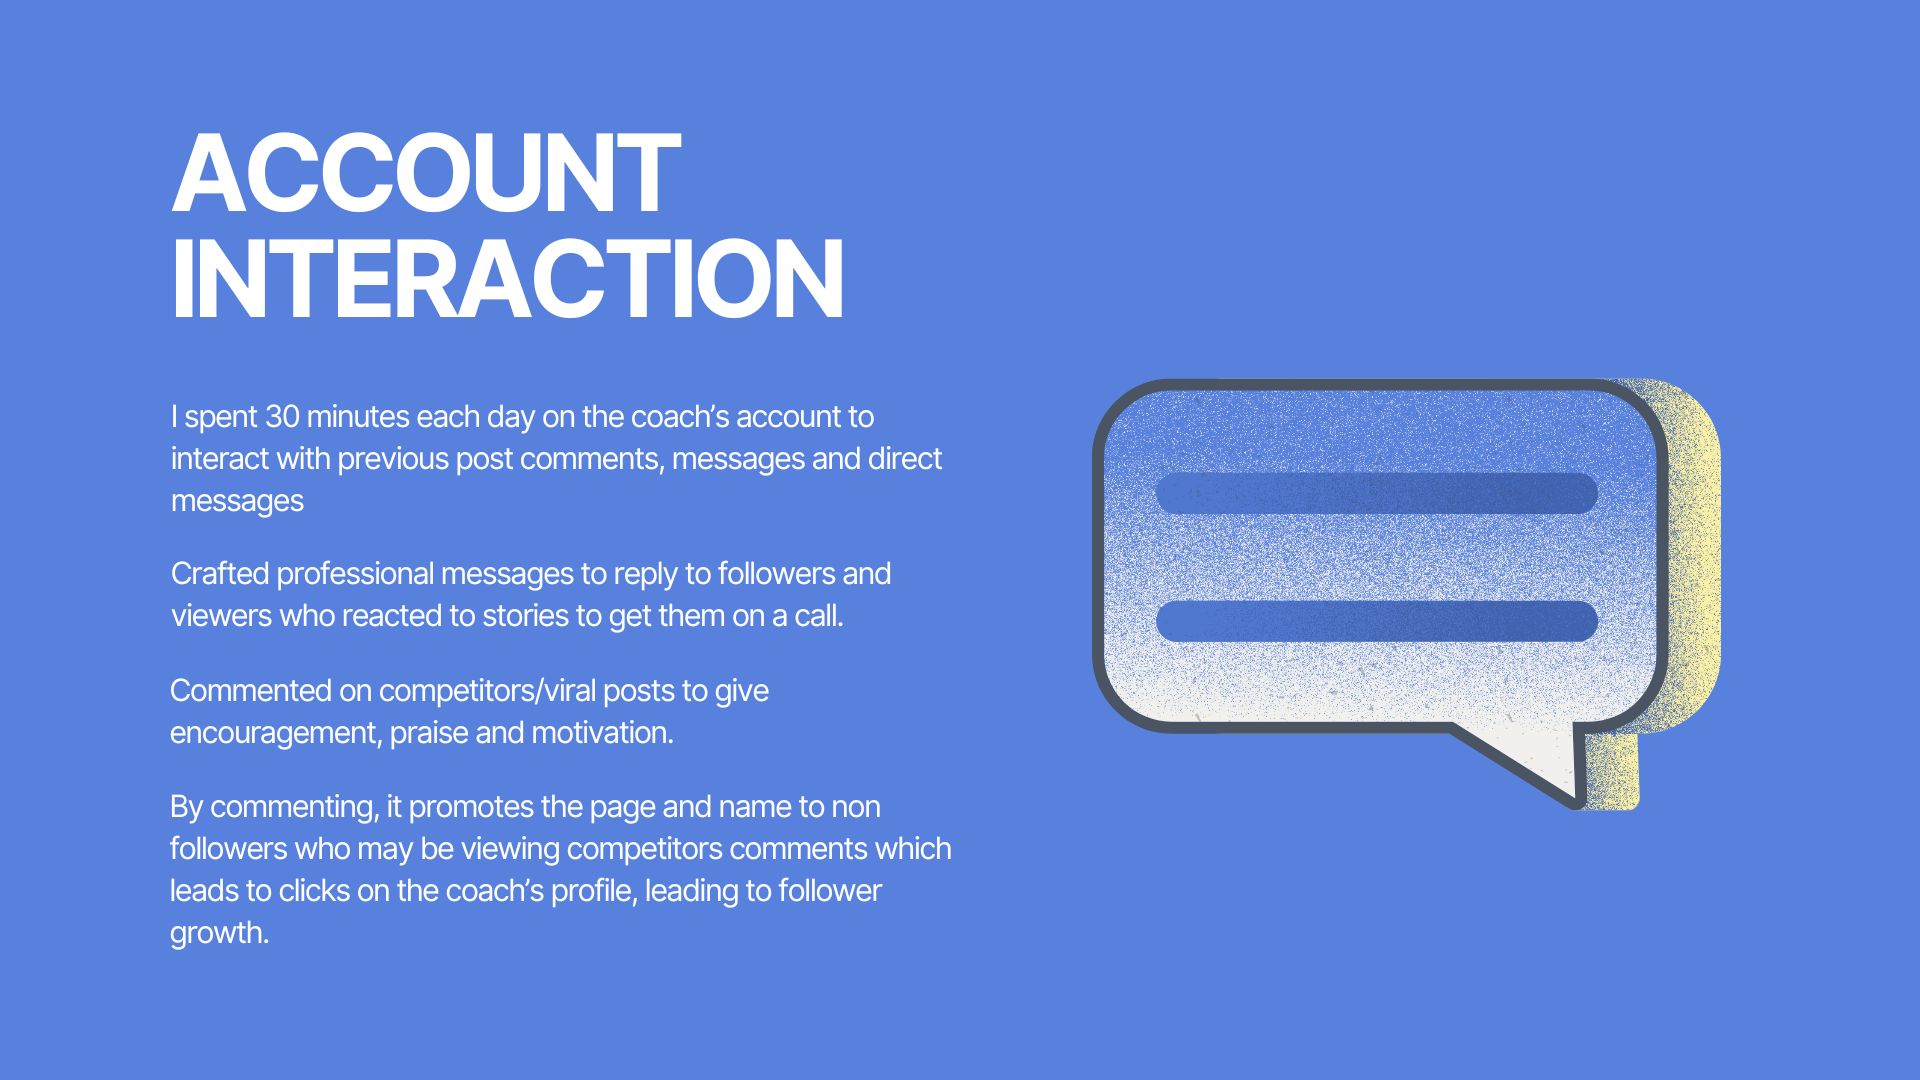 ACCOUNT
INTERACTION
I spent 30 minutes each day on the coach’s account to
interact with previous post comments, messages and direct
messages
Crafted professional messages to reply to followers and
viewers who reacted to stories to get them on a call.
Commented on competitors/viral posts to give
encouragement, praise and motivation.
By commenting, it promotes the page and name to non
followers who may be viewing competitors comments which
leads to clicks on the coach’s profile, leading to follower
growth.